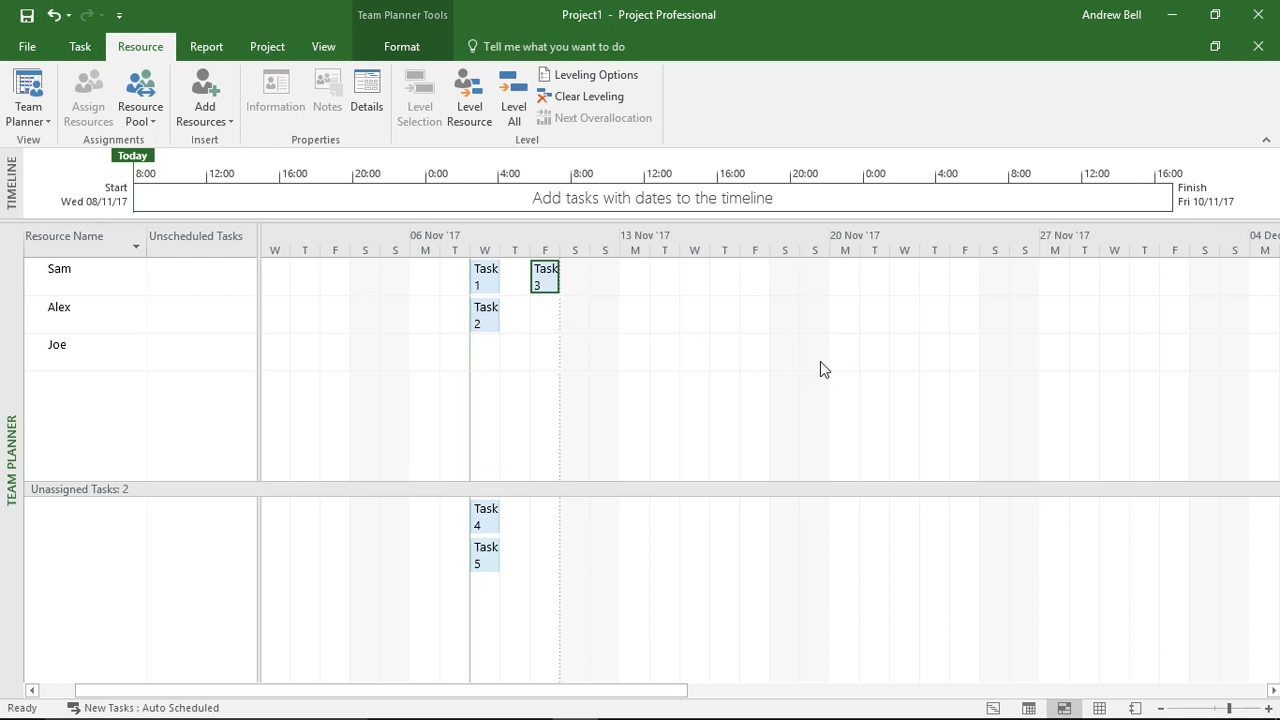 Team Planner Tools
Project1 - Project Professional
Andrew Bell
File Task Resource Report Project View Format Tell me what you want to do
Team Planner Assign Resources Resource Pool Add Resources Information Notes Details Level Selection Level Resource Level All
Leveling Options
Clear Leveling
Next Overallocation
View Assignments Insert Properties Level
TIMELINE
Today
8:00 12:00 16:00 20:00 0:00 4:00 8:00 12:00 16:00 20:00 0:00 4:00 8:00 12:00 16:00
Start
Wed 08/11/17
Add tasks with dates to the timeline
Finish
Fri 10/11/17
Resource Name Unscheduled Tasks
06 Nov '17 13 Nov '17 20 Nov '17 27 Nov '17 04 Dec
W T F S S M T W T F S S M T W T F S S M T W T F S S M T W T F S S M
Sam Task 1 Task 3
Alex Task 2
Joe
TEAM PLANNER
Unassigned Tasks: 2
Task 4
Task 5
Ready New Tasks : Auto Scheduled